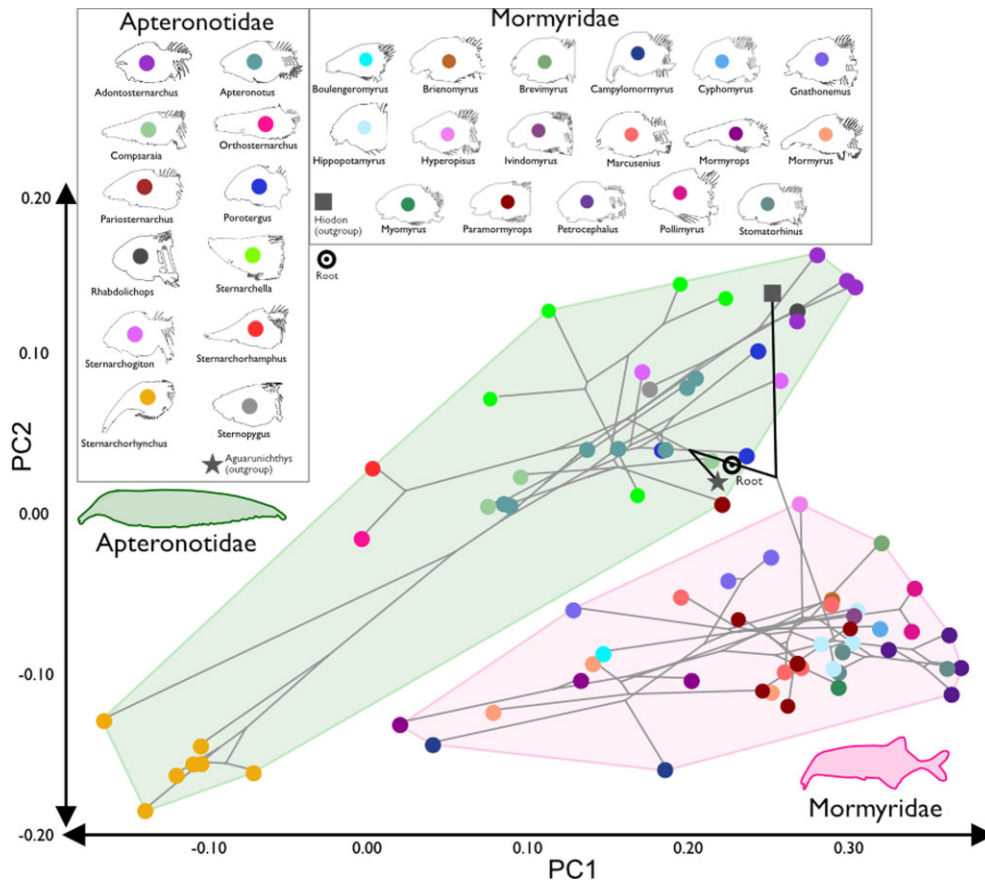 Apteronotidae
Adontosternarchus
Apteronotus
Compsaraia
Orthosternarchus
Pariosternarchus
Porotergus
Rhabdolichops
Sternarchella
Sternarchogiton
Sternarchorhamphus
Sternarchorhynchus
Sternopygus
Aguarunichthys
(outgroup)
Mormyridae
Boulengeromyrus
Brienomyrus
Brevimyrus
Campylomormyrus
Cyphomyrus
Gnathonemus
Hippopotamyrus
Hyperopisus
Ivindomyrus
Marcusenius
Mormyrops
Mormyrus
Hiodon
(outgroup)
Myomyrus
Paramormyrops
Petrocephalus
Pollimyrus
Stomatorhinus
Root
0.20
0.10
0.00
-0.10
-0.20
PC2
Apteronotidae
Root
Mormyridae
-0.10
0.00
0.10
0.20
0.30
PC1